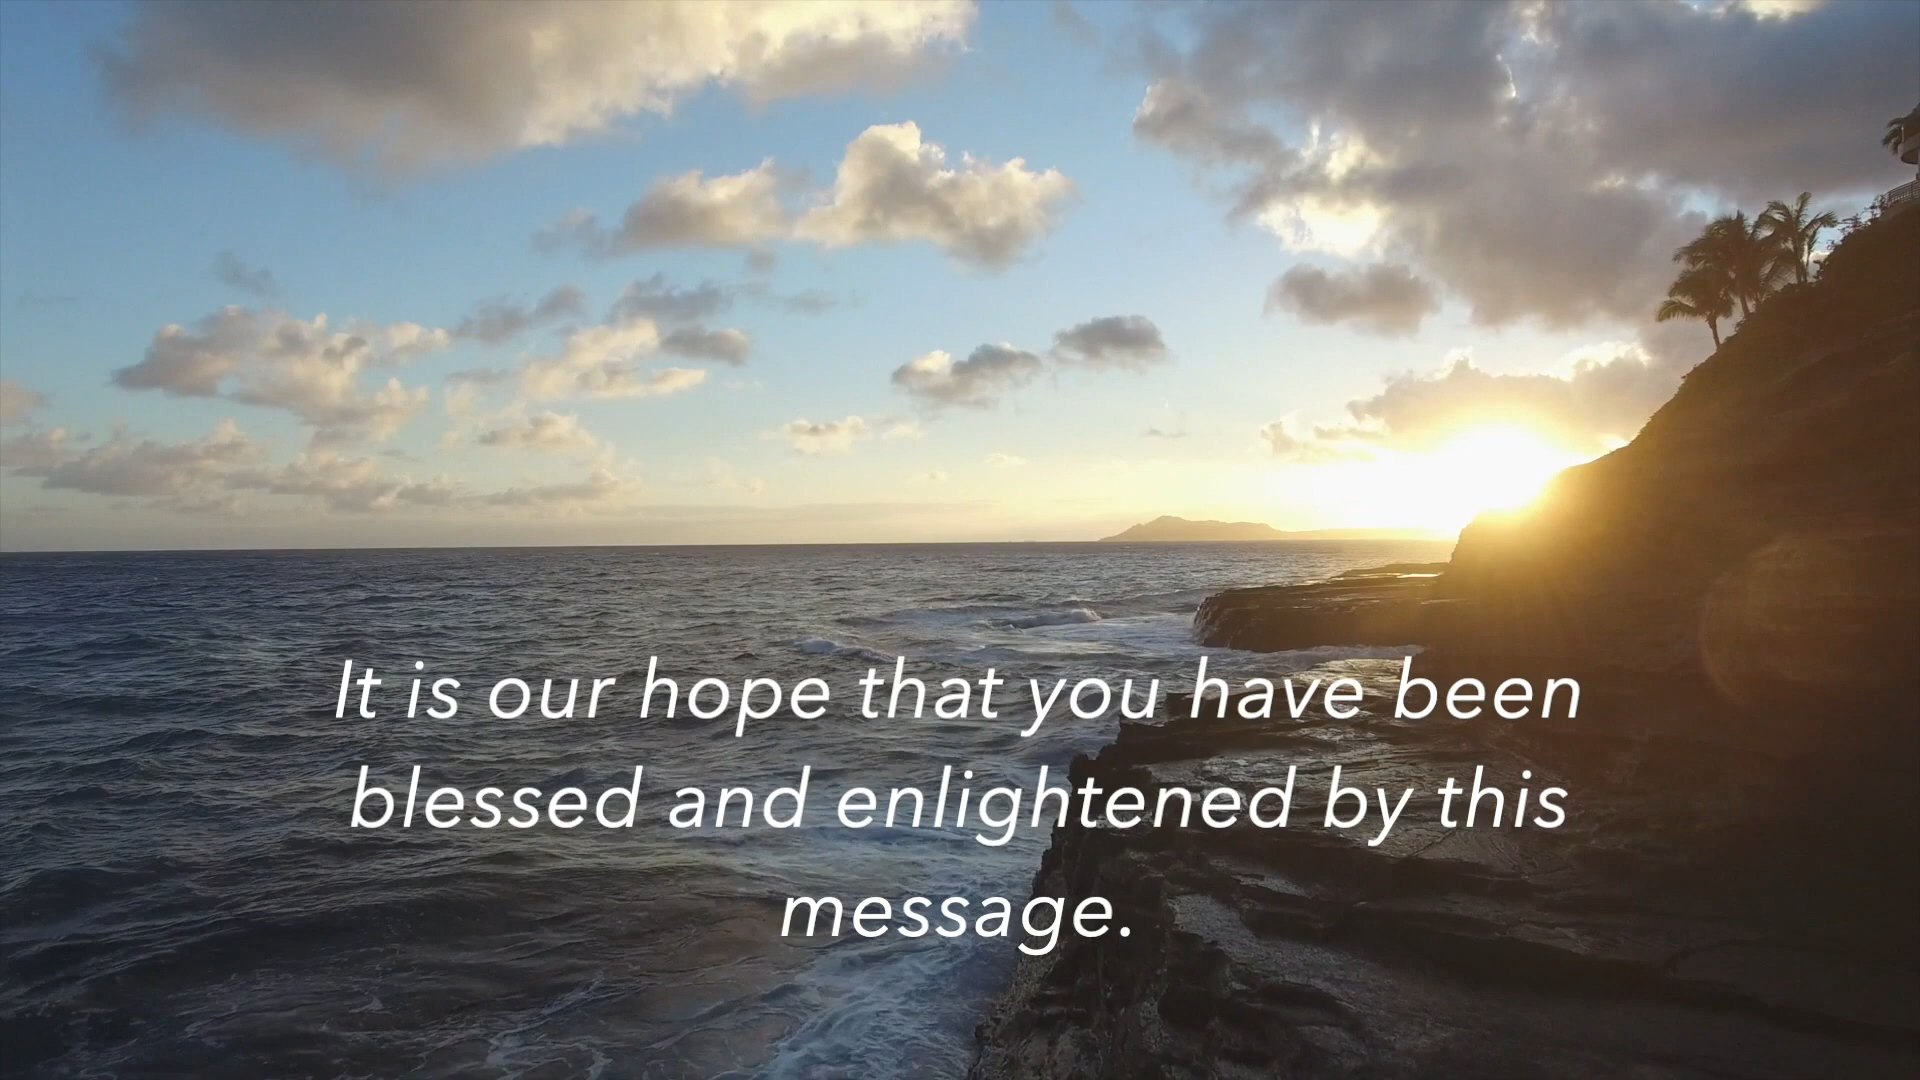 It is our hope that you have been
blessed and enlightened by this
message.